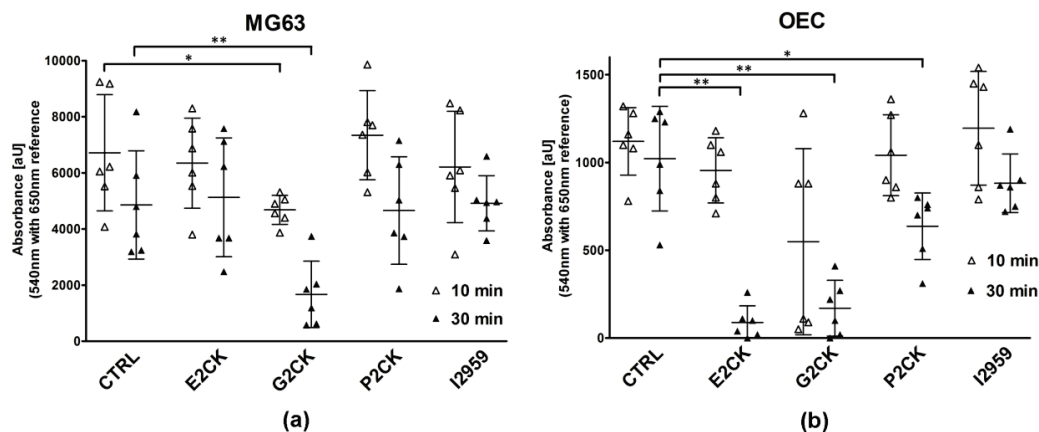 MG63
**
*
Absorbance [aU]
(540nm with 650nm reference)
10000
8000
6000
4000
2000
0
10 min
30 min
CTRL
E2CK
G2CK
P2CK
I2959
(a)
OEC
*
**
**
Absorbance [aU]
(540nm with 650nm reference)
1500
1000
500
0
10 min
30 min
CTRL
E2CK
G2CK
P2CK
I2959
(b)